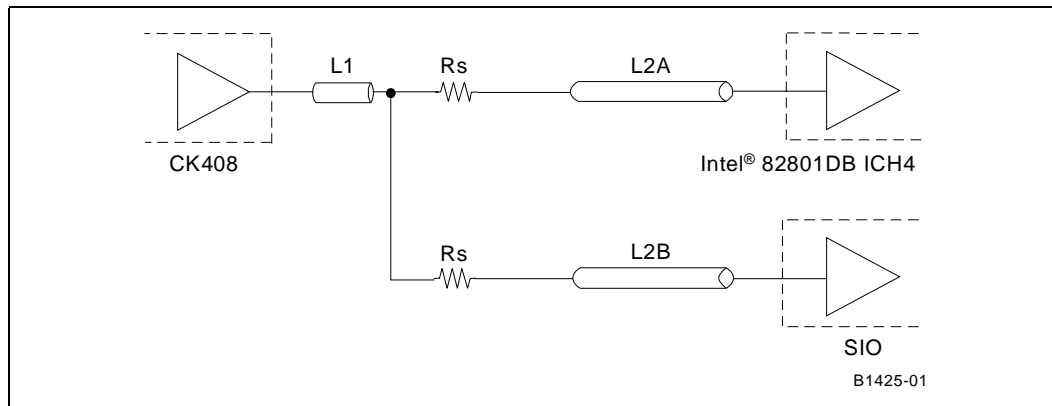 L1
Rs
L2A
CK408
Intel® 82801DB ICH4
Rs
L2B
SIO
B1425-01